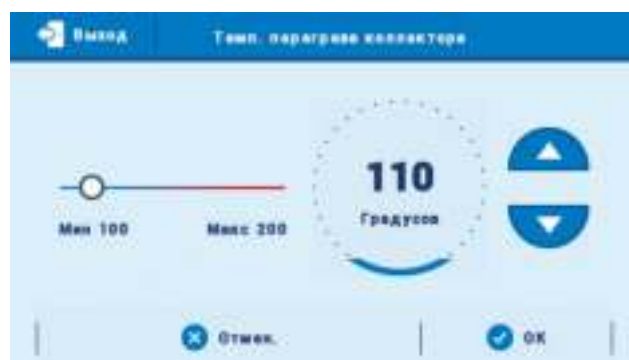 Выход
Темп. перегрева коллектора
110
Градусов
Мин 100
Макс 200
Отмен.
OK